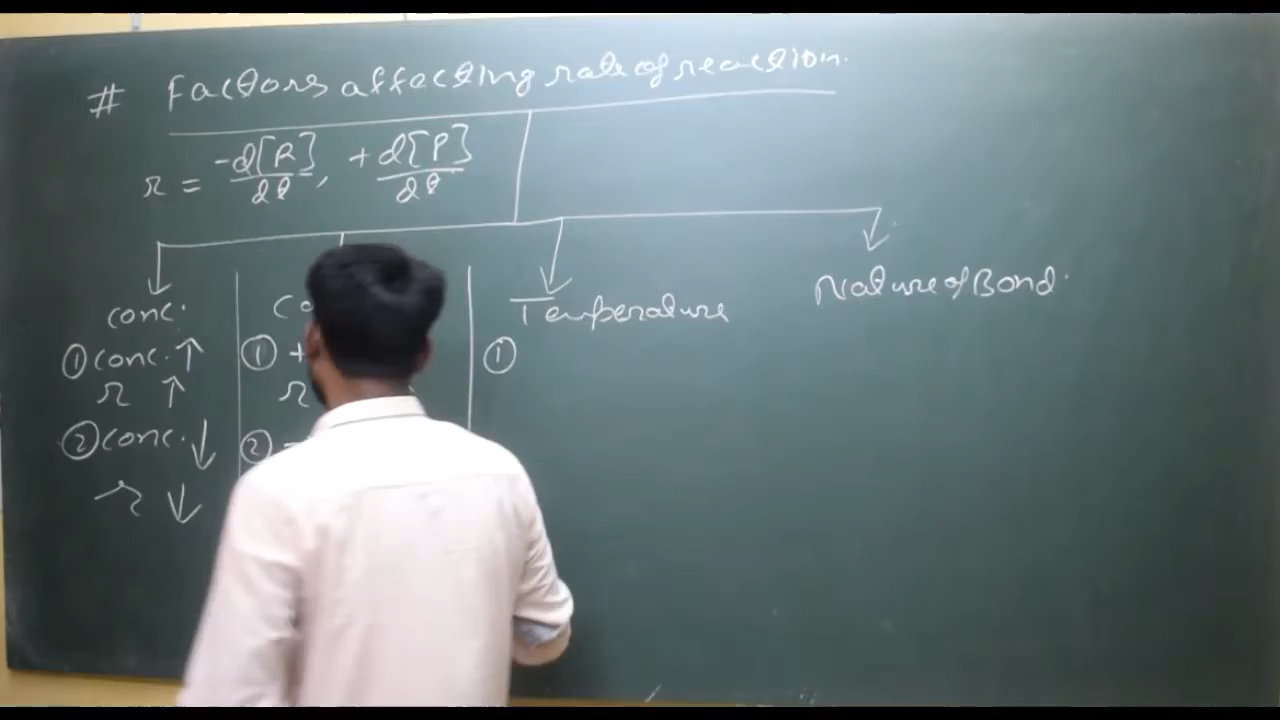 # Factors affecting rate of reaction.
r = -d[R]/dt, +d[P]/dt
conc.
① conc. ↑
r ↑
② conc. ↓
r ↓
①
r
②
Temperature
①
Nature of Bond.